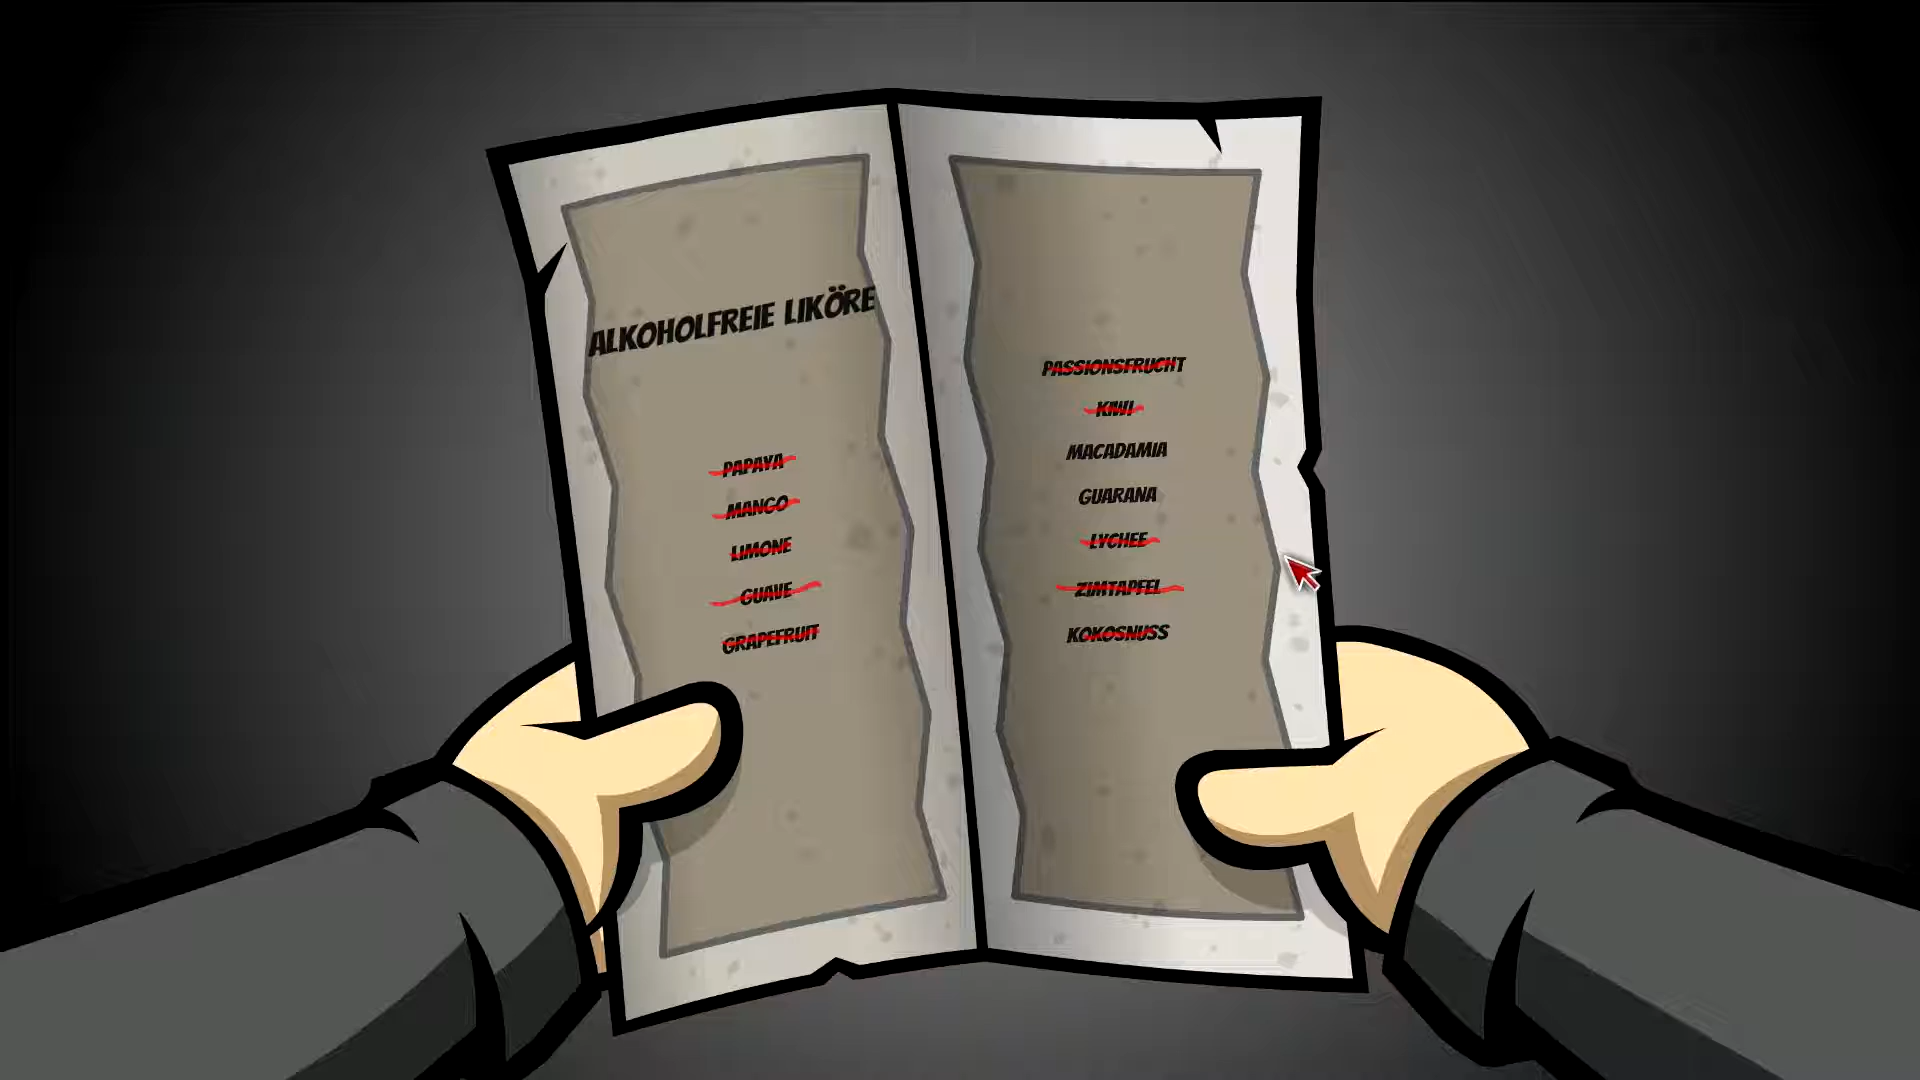 ALKOHOLFREIE LIKÖRE
PAPAYA
MANGO
LIMONE
GUAVE
GRAPEFRUIT
PASSIONSFRUCHT
KIWI
MACADAMIA
GUARANA
LYCHEE
ZIMTAPFEL
KOKOSNUSS